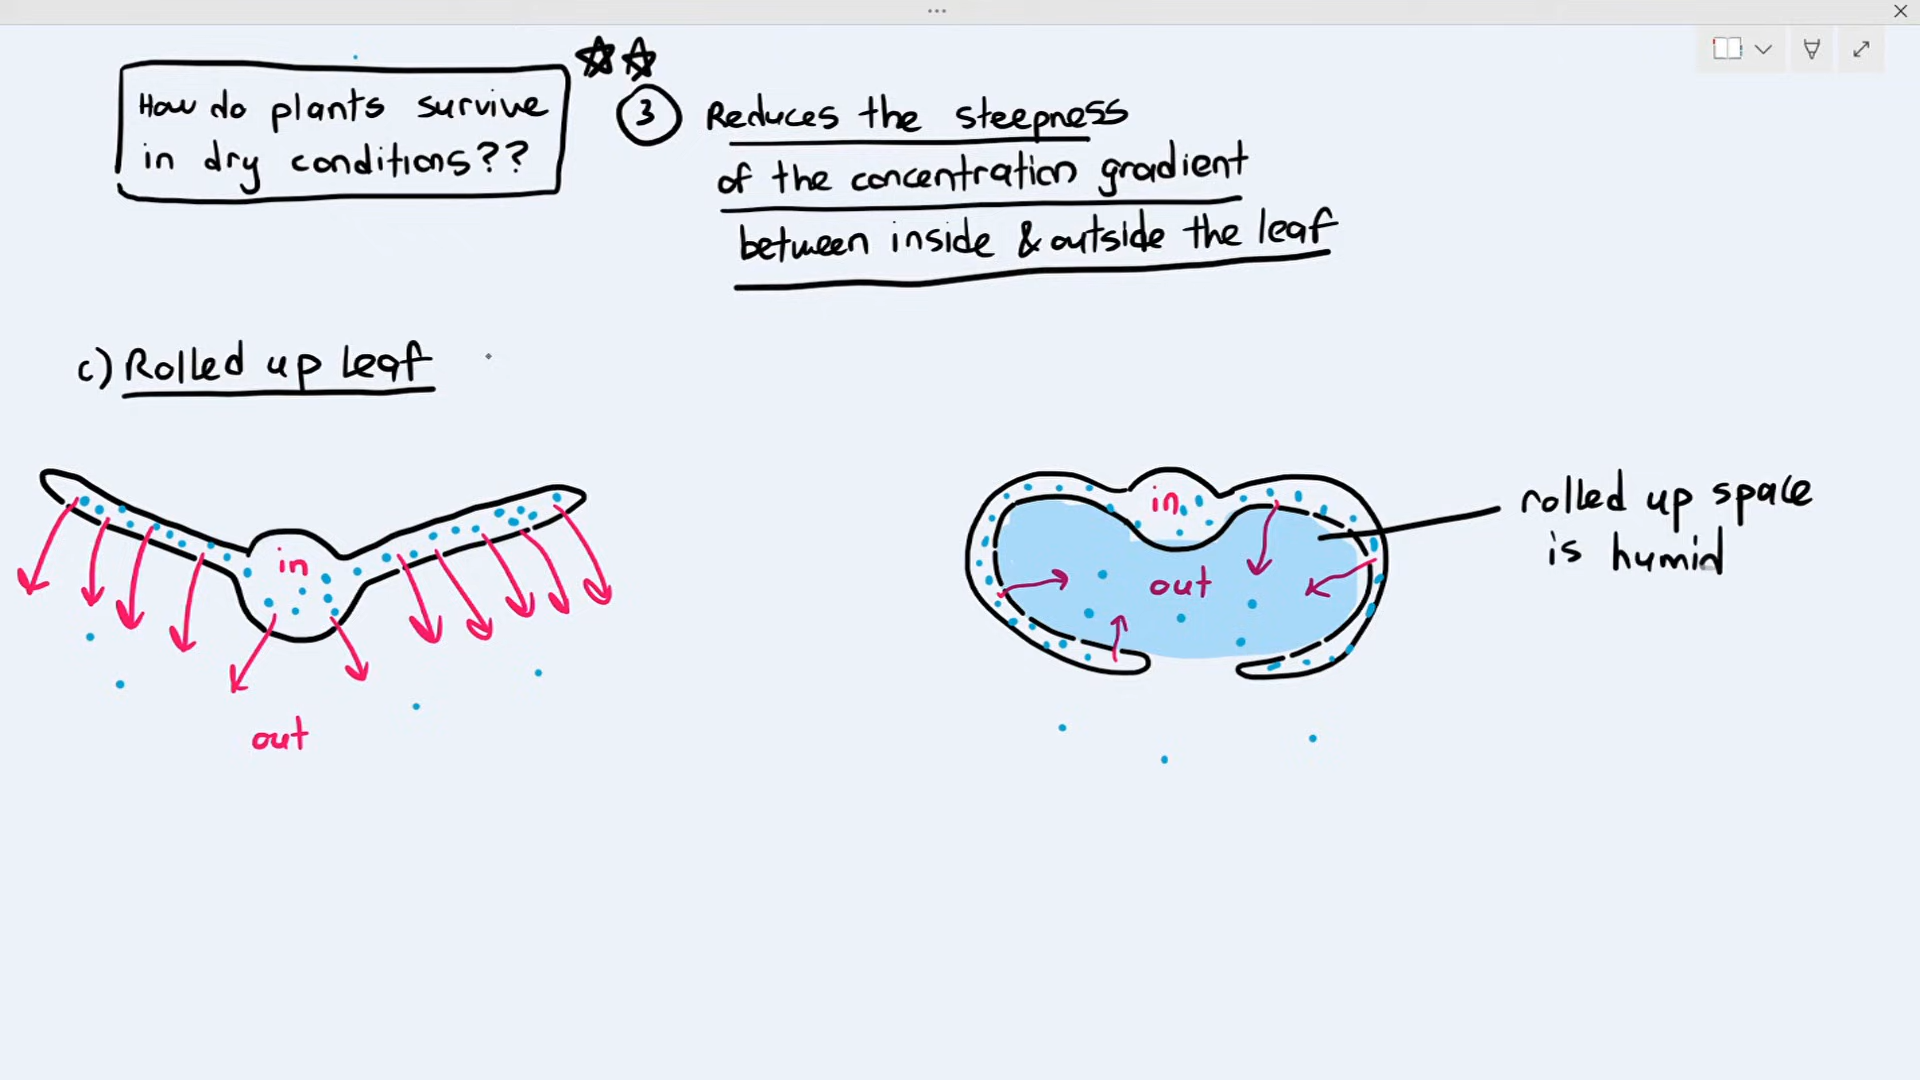 How do plants survive
in dry conditions??
3 Reduces the steepness
of the concentration gradient
between inside & outside the leaf
c) Rolled up leaf
in
out
in
out
rolled up space
is humid